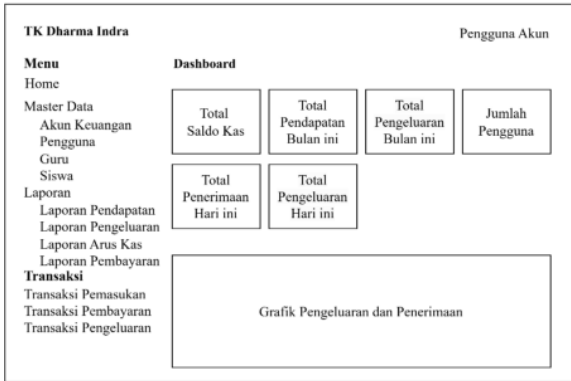 TK Dharma Indra
Pengguna Akun
Menu
Home
Master Data
Akun Keuangan
Pengguna
Guru
Siswa
Laporan
Laporan Pendapatan
Laporan Pengeluaran
Laporan Arus Kas
Laporan Pembayaran
Transaksi
Transaksi Pemasukan
Transaksi Pembayaran
Transaksi Pengeluaran
Dashboard
Total
Saldo Kas
Total
Pendapatan
Bulan ini
Total
Pengeluaran
Bulan ini
Jumlah
Pengguna
Total
Penerimaan
Hari ini
Total
Pengeluaran
Hari ini
Grafik Pengeluaran dan Penerimaan